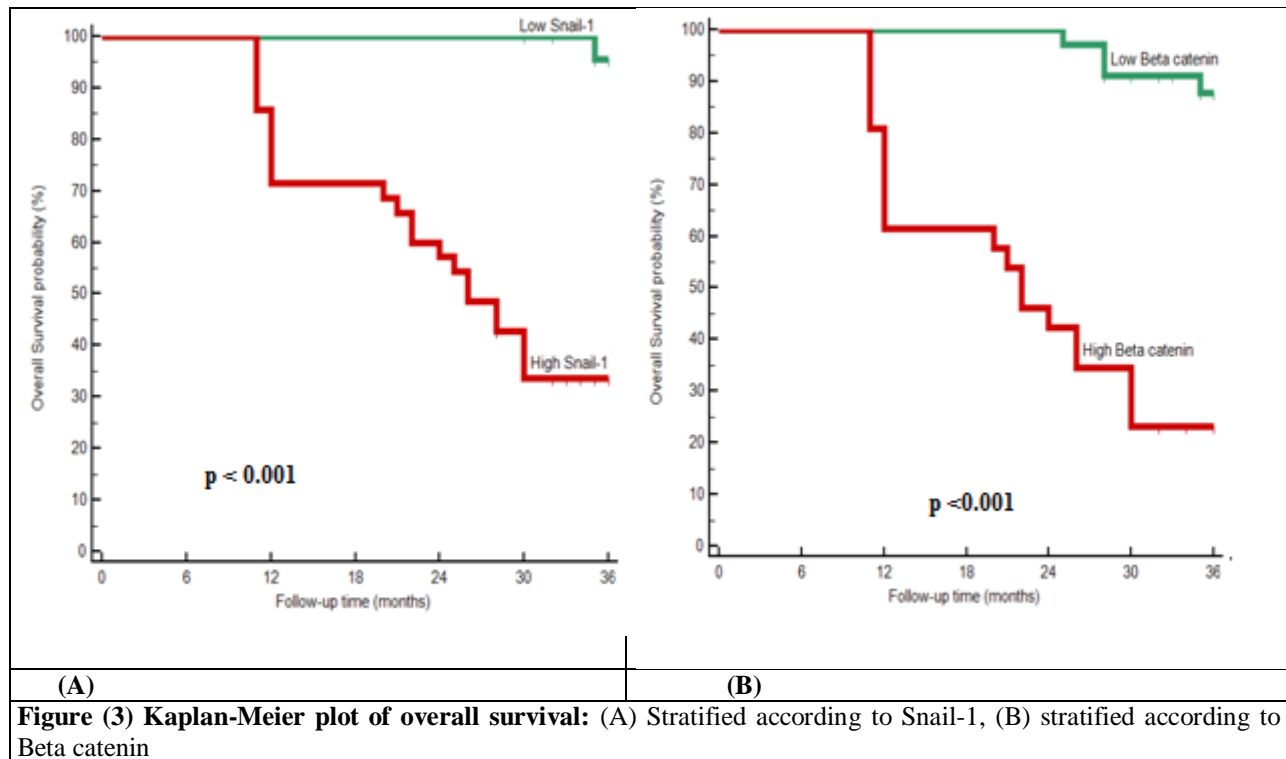 Low Snail-1
100
90
80
70
60
50
40
30
20
10
0
Overall Survival probability (%)
High Snail-1
p < 0.001
0 6 12 18 24 30 36
Follow-up time (months)
100
90
80
70
60
50
40
30
20
10
0
Overall Survival probability (%)
Low Beta catenin
High Beta catenin
p <0.001
0 6 12 18 24 30 36
Follow-up time (months)
(A) (B)
Figure (3) Kaplan-Meier plot of overall survival: (A) Stratified according to Snail-1, (B) stratified according to
Beta catenin